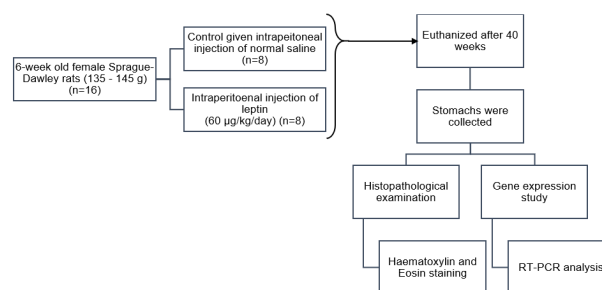 6-week old female Sprague-
Dawley rats (135 - 145 g)
(n=16)
Control given intrapeitoneal
injection of normal saline
(n=8)
Intraperitoenal injection of
leptin
(60 µg/kg/day) (n=8)
Euthanized after 40
weeks
Stomachs were
collected
Histopathological
examination
Gene expression
study
Haematoxylin and
Eosin staining
RT-PCR analysis